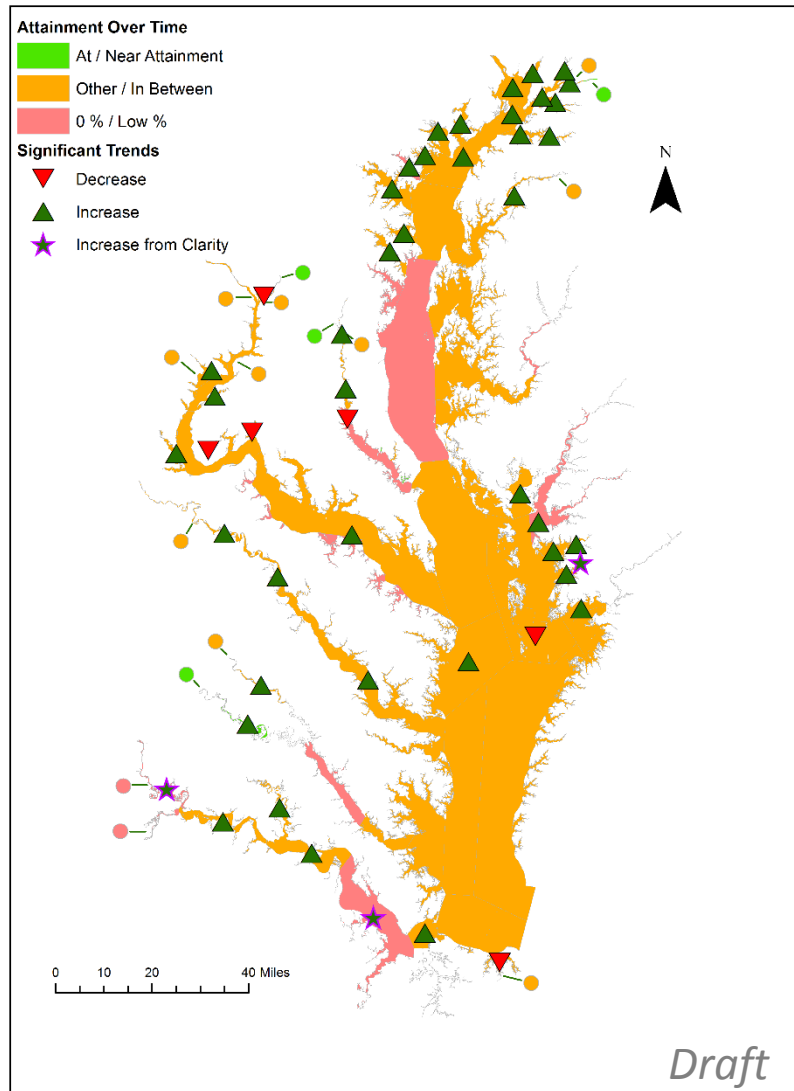 Attainment Over Time
At / Near Attainment
Other / In Between
0 % / Low %
Significant Trends
Decrease
Increase
Increase from Clarity
N
0 10 20 40 Miles
Draft